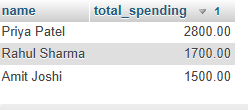 name total_spending 1
Priya Patel 2800.00
Rahul Sharma 1700.00
Amit Joshi 1500.00